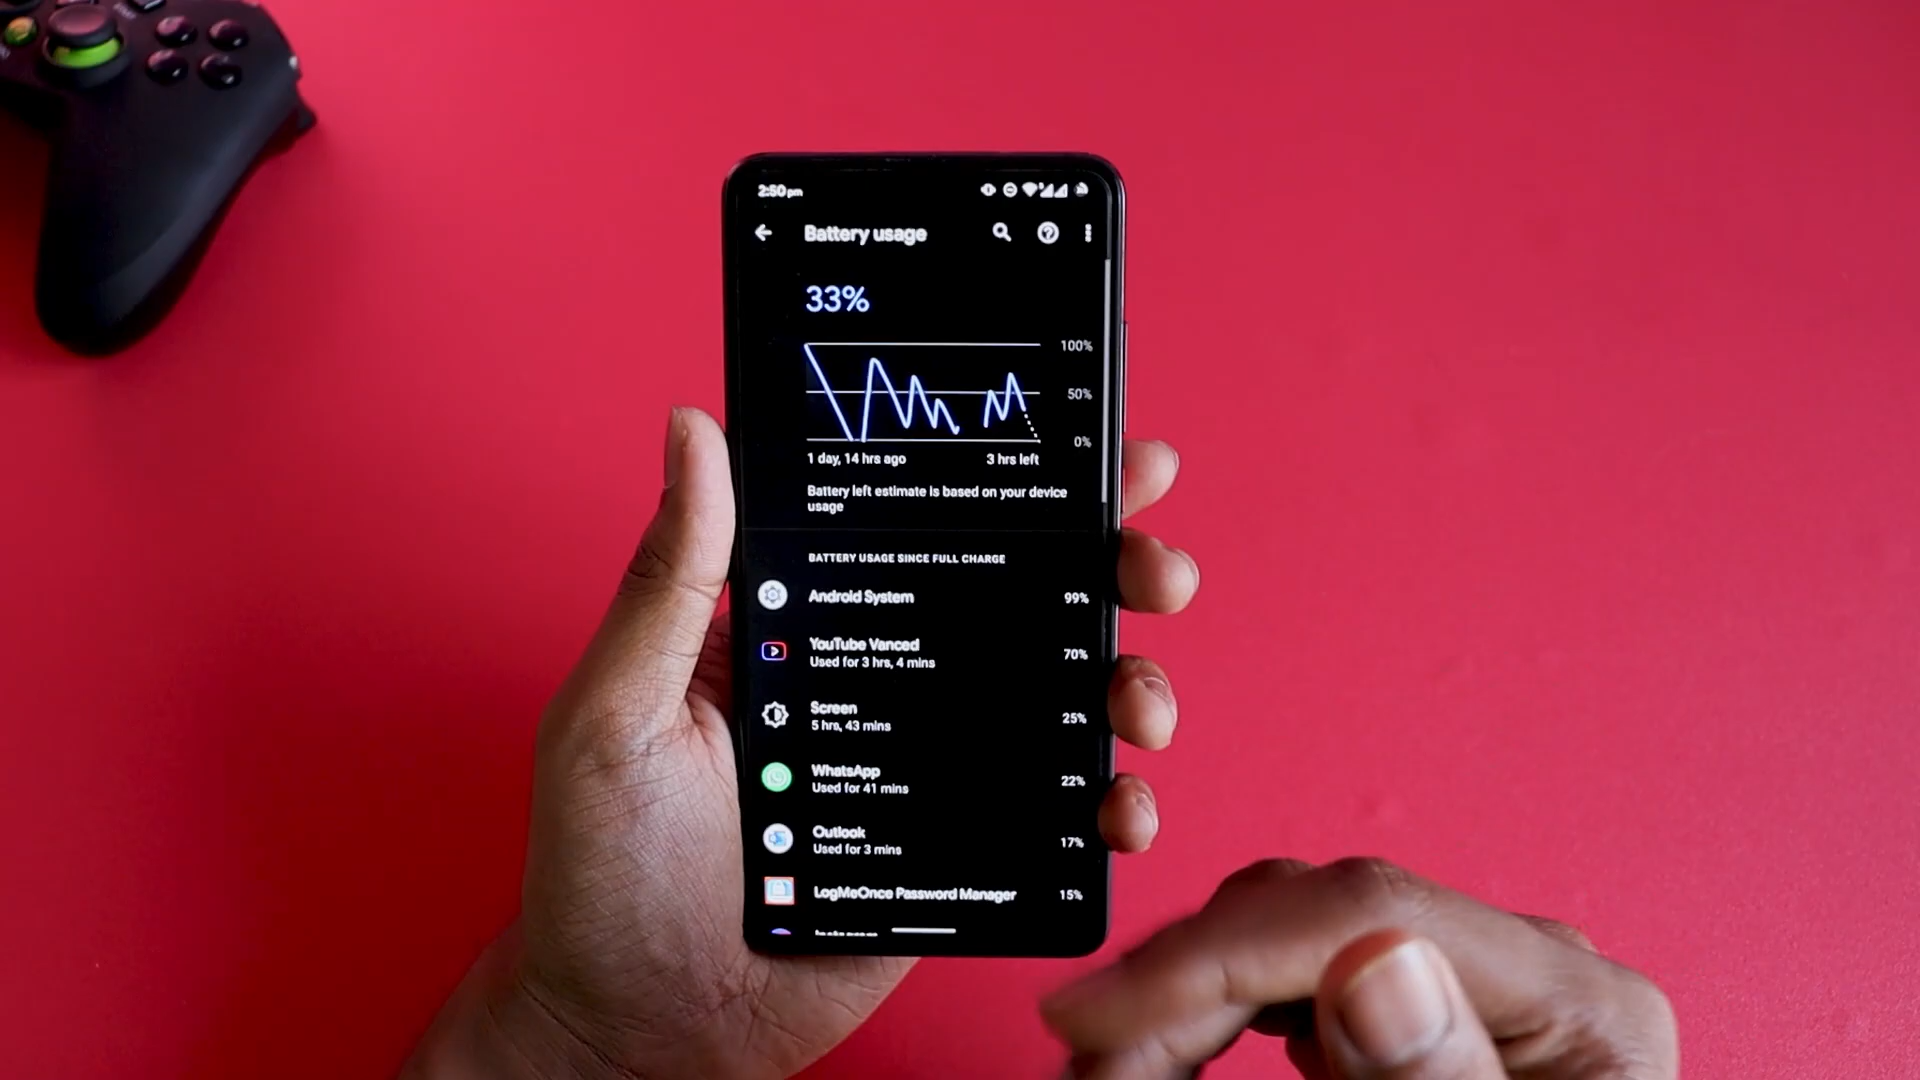 2:50pm
Battery usage
33%
100%
50%
0%
1 day, 14 hrs ago
3 hrs left
Battery left estimate is based on your device
usage
BATTERY USAGE SINCE FULL CHARGE
Android System
99%
YouTube Vanced
Used for 3 hrs, 4 mins
70%
Screen
5 hrs, 43 mins
25%
WhatsApp
Used for 41 mins
22%
Outlook
Used for 3 mins
17%
LogMeOnce Password Manager
15%